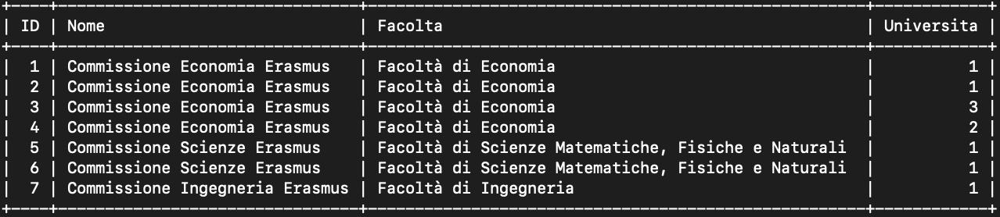 +----+--------------------------------+-----------------------------------------------------+------------+
| ID | Nome                           | Facolta                                             | Universita |
+----+--------------------------------+-----------------------------------------------------+------------+
|  1 | Commissione Economia Erasmus   | Facoltà di Economia                                 |          1 |
|  2 | Commissione Economia Erasmus   | Facoltà di Economia                                 |          1 |
|  3 | Commissione Economia Erasmus   | Facoltà di Economia                                 |          3 |
|  4 | Commissione Economia Erasmus   | Facoltà di Economia                                 |          2 |
|  5 | Commissione Scienze Erasmus    | Facoltà di Scienze Matematiche, Fisiche e Naturali  |          1 |
|  6 | Commissione Scienze Erasmus    | Facoltà di Scienze Matematiche, Fisiche e Naturali  |          1 |
|  7 | Commissione Ingegneria Erasmus | Facoltà di Ingegneria                               |          1 |
+----+--------------------------------+-----------------------------------------------------+------------+